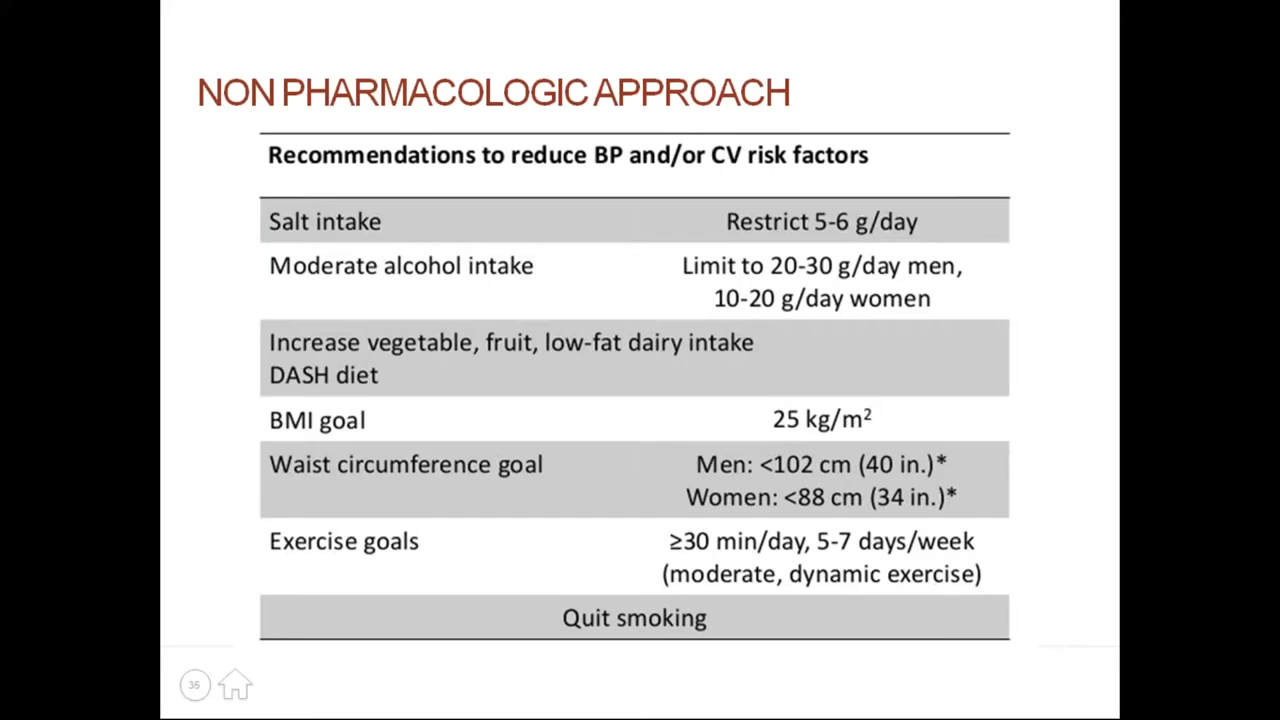 NON PHARMACOLOGIC APPROACH
Recommendations to reduce BP and/or CV risk factors
Salt intake Restrict 5-6 g/day
Moderate alcohol intake Limit to 20-30 g/day men,
10-20 g/day women
Increase vegetable, fruit, low-fat dairy intake
DASH diet
BMI goal 25 kg/m²
Waist circumference goal Men: <102 cm (40 in.)*
Women: <88 cm (34 in.)*
Exercise goals ≥30 min/day, 5-7 days/week
(moderate, dynamic exercise)
Quit smoking